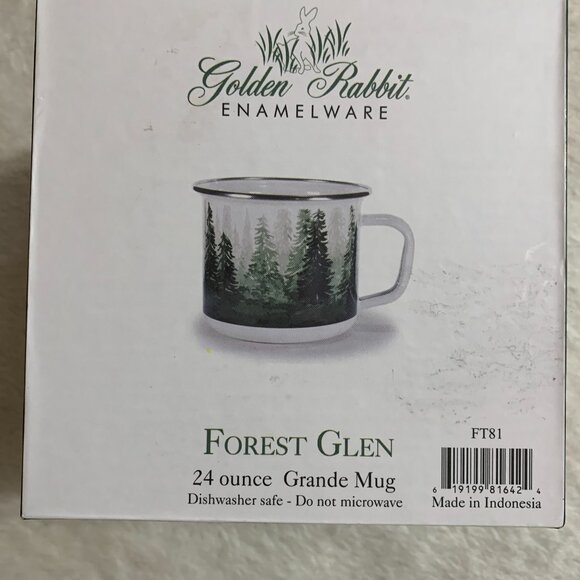 Golden Rabbit®
ENAMELWARE
FOREST GLEN
24 ounce Grande Mug
Dishwasher safe - Do not microwave
FT81
6 19199 81642 4
Made in Indonesia